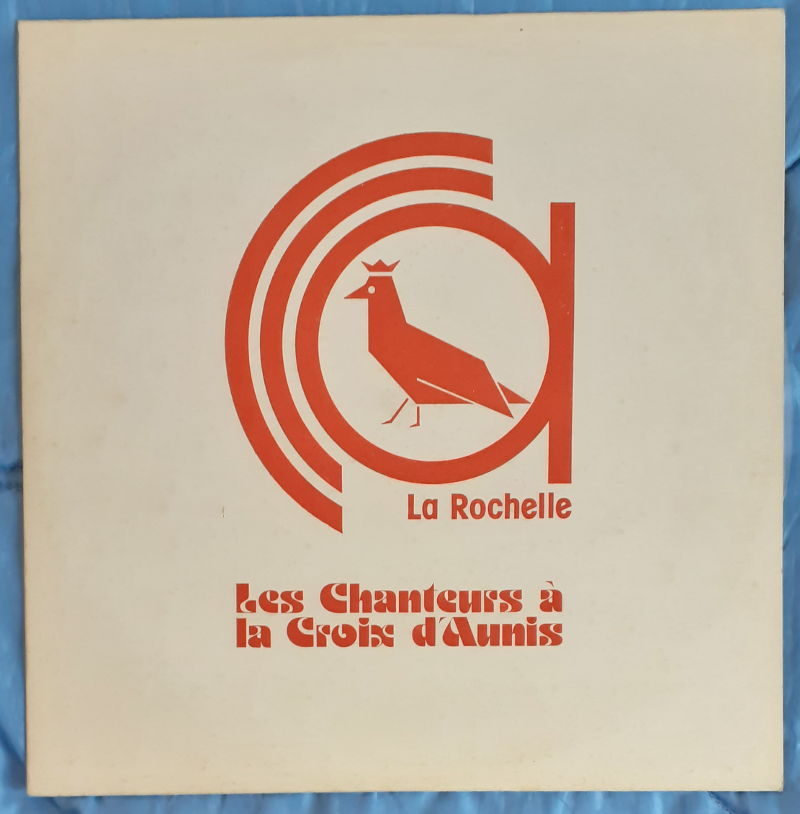 La Rochelle
Les Chanteurs à
la Croix d'Aunis